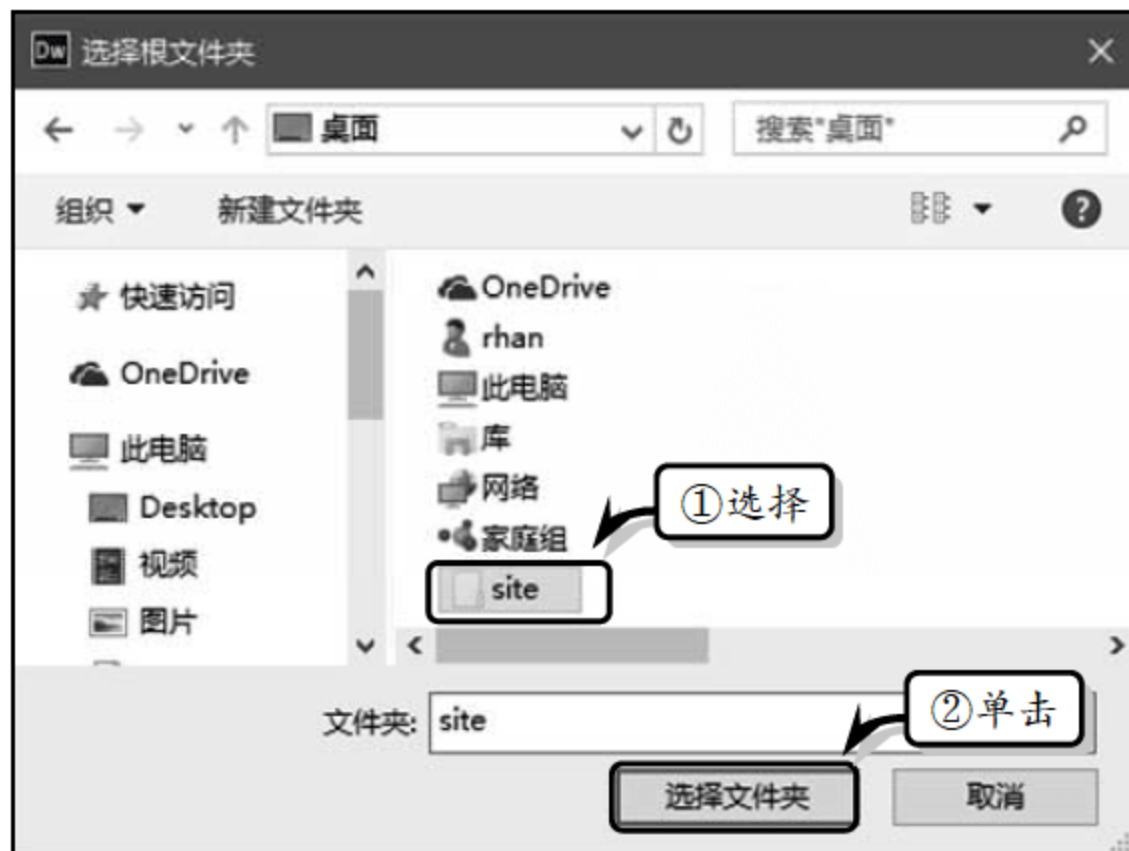 Dw 选择根文件夹
桌面
搜索"桌面"
组织
新建文件夹
?
快速访问
OneDrive
此电脑
Desktop
视频
图片
OneDrive
rhan
此电脑
库
网络
家庭组
site
①选择
文件夹: site
②单击
选择文件夹
取消